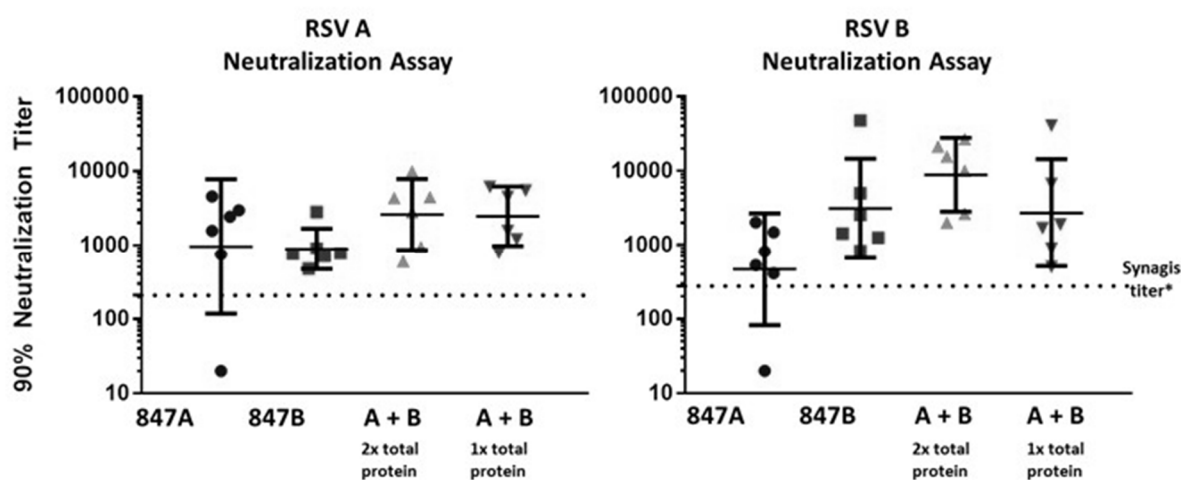 RSV A
Neutralization Assay
90% Neutralization Titer
100000
10000
1000
100
10
847A 847B A + B A + B
2x total 1x total
protein protein
RSV B
Neutralization Assay
100000
10000
1000
100
10
Synagis
titer*
847A 847B A + B A + B
2x total 1x total
protein protein